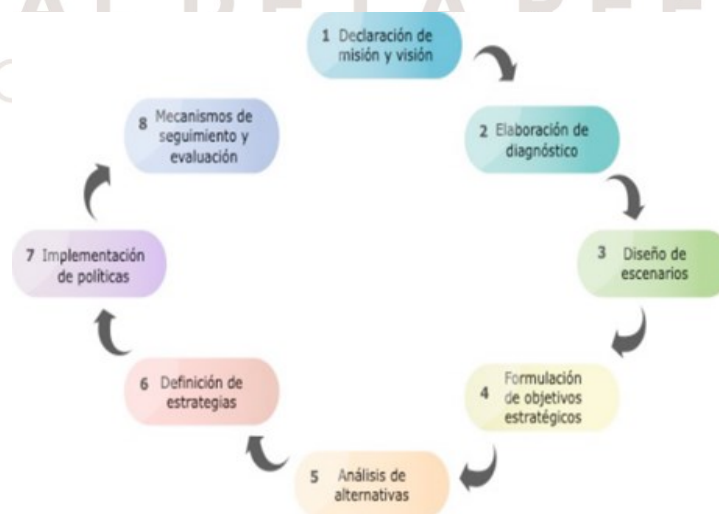 1 Declaración de
misión y visión
2 Elaboración de
diagnóstico
3 Diseño de
escenarios
4 Formulación
de objetivos
estratégicos
5 Análisis de
alternativas
6 Definición de
estrategias
7 Implementación
de políticas
8 Mecanismos de
seguimiento y
evaluación